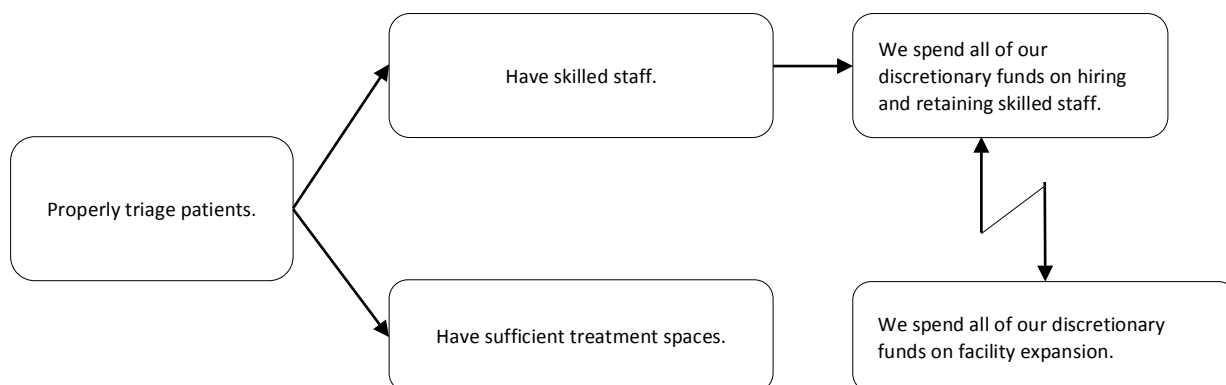 Have skilled staff.
We spend all of our
discretionary funds on hiring
and retaining skilled staff.
Properly triage patients.
Have sufficient treatment spaces.
We spend all of our discretionary
funds on facility expansion.